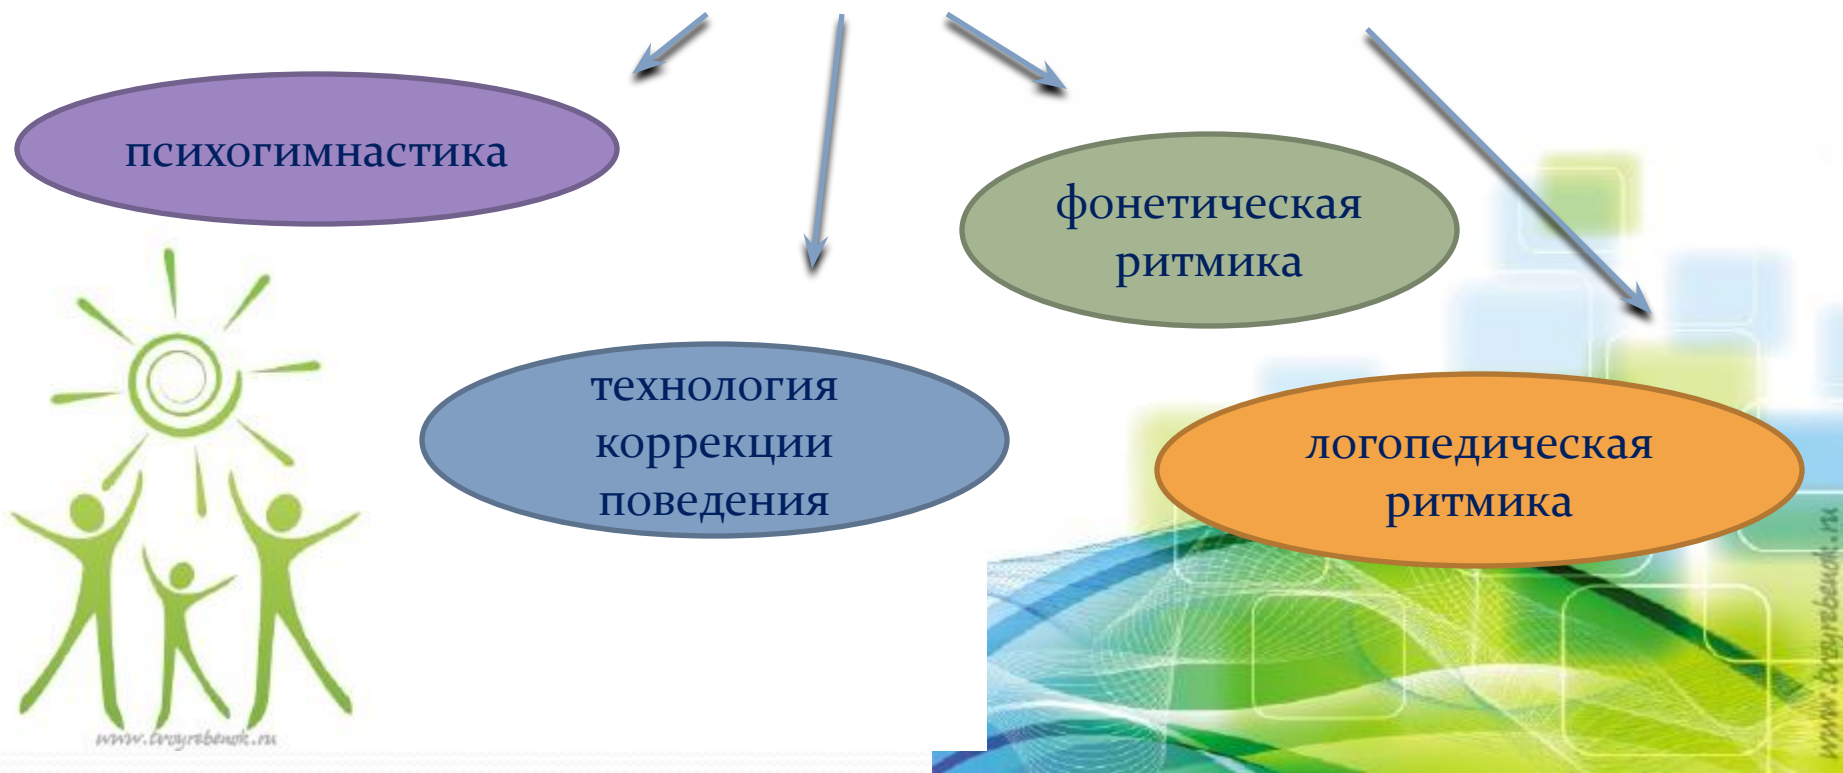 психогимнастика
фонетическая
ритмика
технология
коррекции
поведения
логопедическая
ритмика
www.tvoyrebenok.ru
www.tvoyrebenok.ru